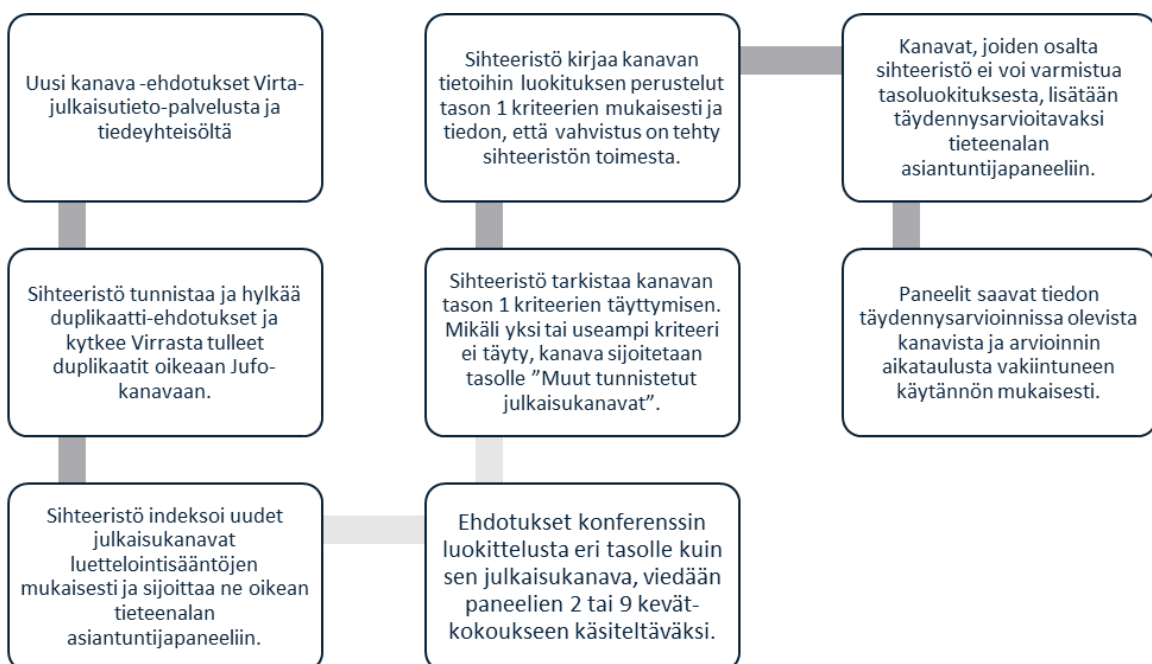 Uusi kanava -ehdotukset Virta-
julkaisutieto-palvelusta ja
tiedeyhteisöltä
Sihteeristö tunnistaa ja hylkää
duplikaatti-ehdotukset ja
kytkee Virrasta tulleet
duplikaatit oikeaan Jufo-
kanavaan.
Sihteeristö indeksoi uudet
julkaisukanavat
luettelointisääntöjen
mukaisesti ja sijoittaa ne oikean
tieteenalan
asiantuntijapaneeliin.
Ehdotukset konferenssin
luokittelusta eri tasolle kuin
sen julkaisukanava, viedään
paneelien 2 tai 9 kevät-
kokoukseen käsiteltäväksi.
Sihteeristö tarkistaa kanavan
tason 1 kriteerien täyttymisen.
Mikäli yksi tai useampi kriteeri
ei täyty, kanava sijoitetaan
tasolle ”Muut tunnistetut
julkaisukanavat”.
Sihteeristö kirjaa kanavan
tietoihin luokituksen perustelut
tason 1 kriteerien mukaisesti ja
tiedon, että vahvistus on tehty
sihteeristön toimesta.
Kanavat, joiden osalta
sihteeristö ei voi varmistua
tasoluokituksesta, lisätään
täydennysarvioitavaksi
tieteenalan
asiantuntijapaneeliin.
Paneelit saavat tiedon
täydennysarvioinnissa olevista
kanavista ja arvioinnin
aikataulusta vakiintuneen
käytännön mukaisesti.